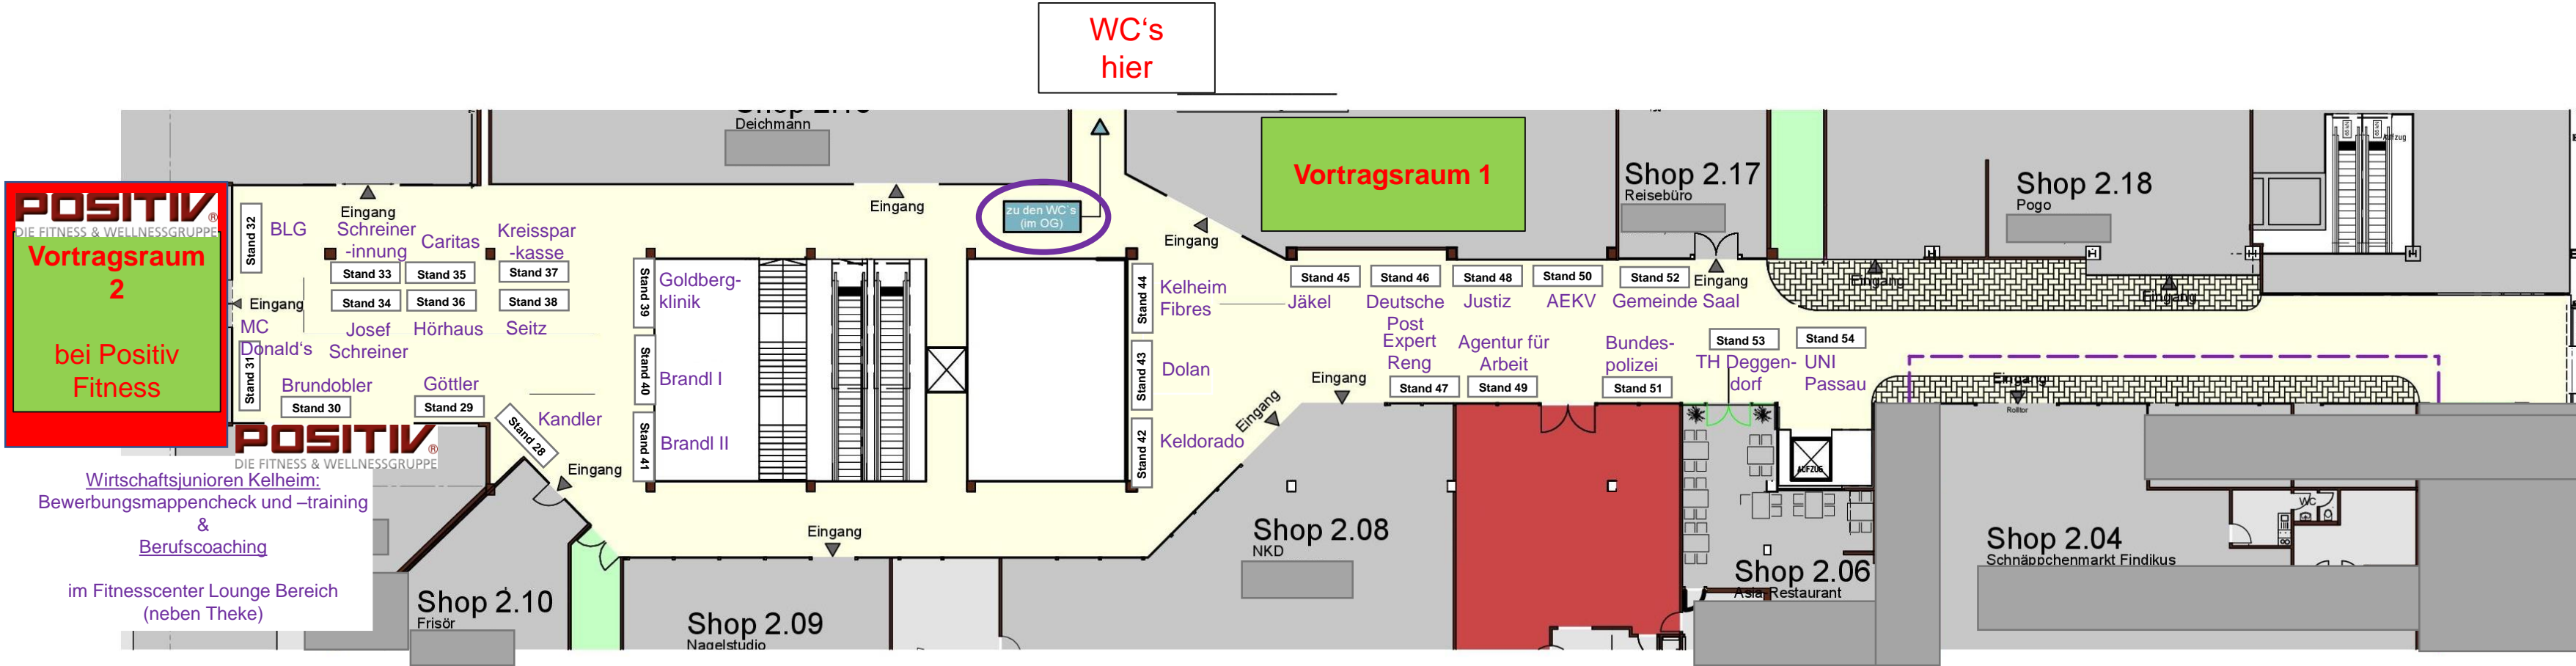 WC's
hier
Deichmann
zu den WC's
(im OG)
Eingang
Eingang
Eingang
Vortragsraum 1
Shop 2.17
Reisebüro
Shop 2.18
Pogo
Aufzug
POSITIV®
DIE FITNESS & WELLNESSGRUPPE
Vortragsraum
2
bei Positiv
Fitness
Stand 32
BLG
Schreiner
-innung
Caritas
Kreisspar
-kasse
Stand 33
Stand 35
Stand 37
Eingang
Stand 34
Stand 36
Stand 38
MC
Donald's
Josef
Schreiner
Hörhaus
Seitz
Stand 31
Brundobler
Göttler
Stand 30
Stand 29
Stand 28
Kandler
Eingang
Stand 39
Goldberg-
klinik
Stand 40
Brandl I
Stand 41
Brandl II
Stand 44
Kelheim
Fibres
Stand 43
Dolan
Stand 42
Keldorado
Eingang
Eingang
Stand 45
Stand 46
Stand 48
Stand 50
Stand 52
Eingang
Jäkel
Deutsche
Post
Justiz
AEKV
Gemeinde Saal
Expert
Reng
Agentur für
Arbeit
Bundes-
polizei
Stand 53
Stand 54
TH Deggen-
dorf
UNI
Passau
Stand 47
Stand 49
Stand 51
Eingang
Eingang
Eingang
Rolltor
POSITIV®
DIE FITNESS & WELLNESSGRUPPE
Wirtschaftsjunioren Kelheim:
Bewerbungsmappencheck und –training
&
Berufscoaching
im Fitnesscenter Lounge Bereich
(neben Theke)
Shop 2.10
Frisör
Eingang
Shop 2.09
Nagelstudio
Shop 2.08
NKD
AUFZUG
Shop 2.06
Asia-Restaurant
Shop 2.04
Schnäppchenmarkt Findikus
WC